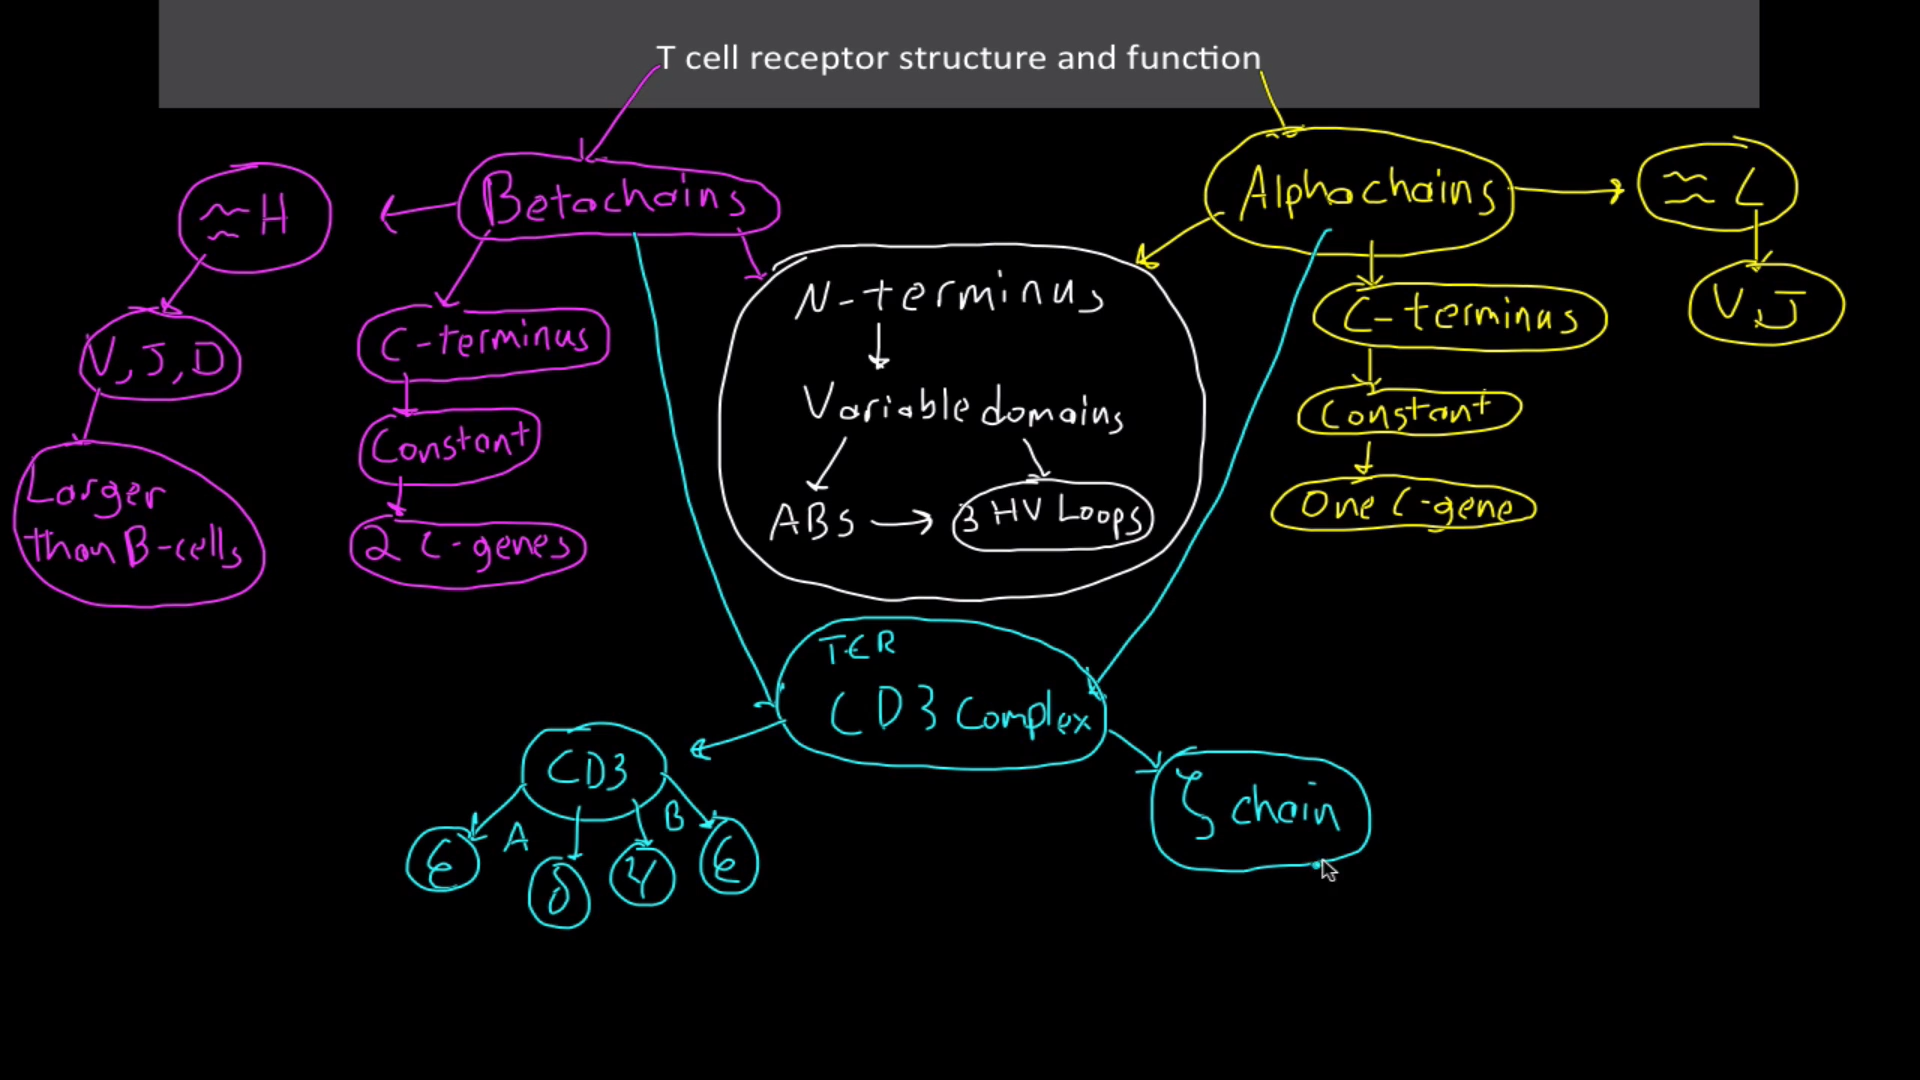 T cell receptor structure and function
≈ H
Betachains
Alphachains
≈ L
N-terminus
V, J, D
C-terminus
C-terminus
V, J
Variable domains
Constant
Constant
Larger
than B-cells
2 C-genes
ABs → 3 HV Loops
One C-gene
TCR
CD3 Complex
CD3
ζ chain
A
B
ε
δ
γ
ε